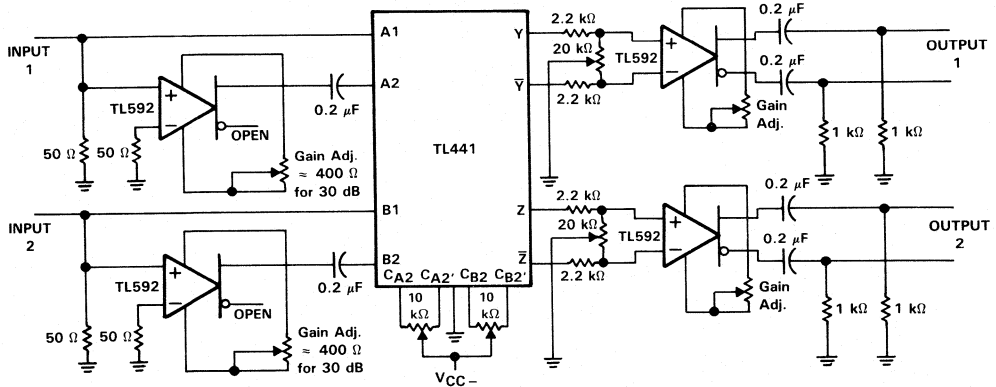 INPUT
1
TL592
+
−
OPEN
50 Ω
50 Ω
Gain Adj.
≈ 400 Ω
for 30 dB
0.2 µF
INPUT
2
TL592
+
−
OPEN
50 Ω
50 Ω
Gain Adj.
≈ 400 Ω
for 30 dB
0.2 µF
A1
A2
B1
B2
TL441
Y
Y̅
Z
Z̅
CA2 CA2′ CB2 CB2′
10
kΩ
10
kΩ
VCC−
2.2 kΩ
20 kΩ
2.2 kΩ
TL592
+
−
Gain
Adj.
0.2 µF
0.2 µF
1 kΩ
1 kΩ
OUTPUT
1
2.2 kΩ
20 kΩ
2.2 kΩ
TL592
+
−
Gain
Adj.
0.2 µF
0.2 µF
1 kΩ
1 kΩ
OUTPUT
2